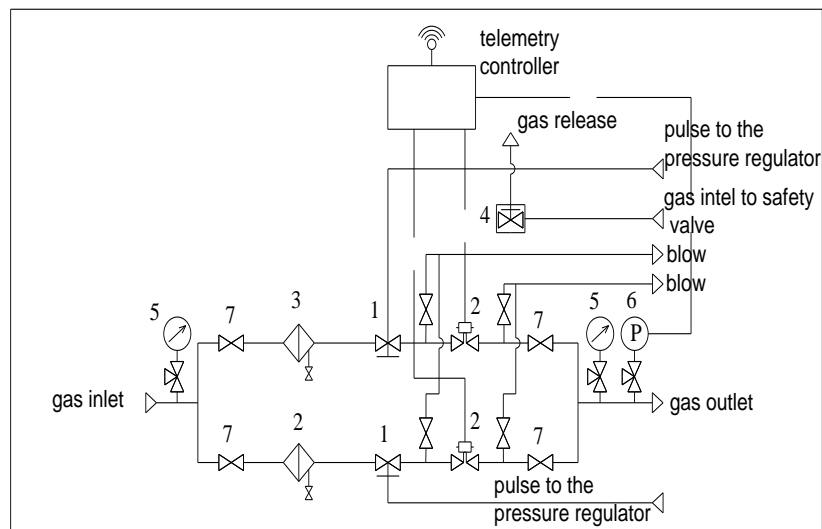 telemetry
controller
gas release
pulse to the
pressure regulator
4
gas intel to safety
valve
blow
blow
5
7
3
1
2
7
5
6
P
gas inlet
gas outlet
7
2
1
2
7
pulse to the
pressure regulator